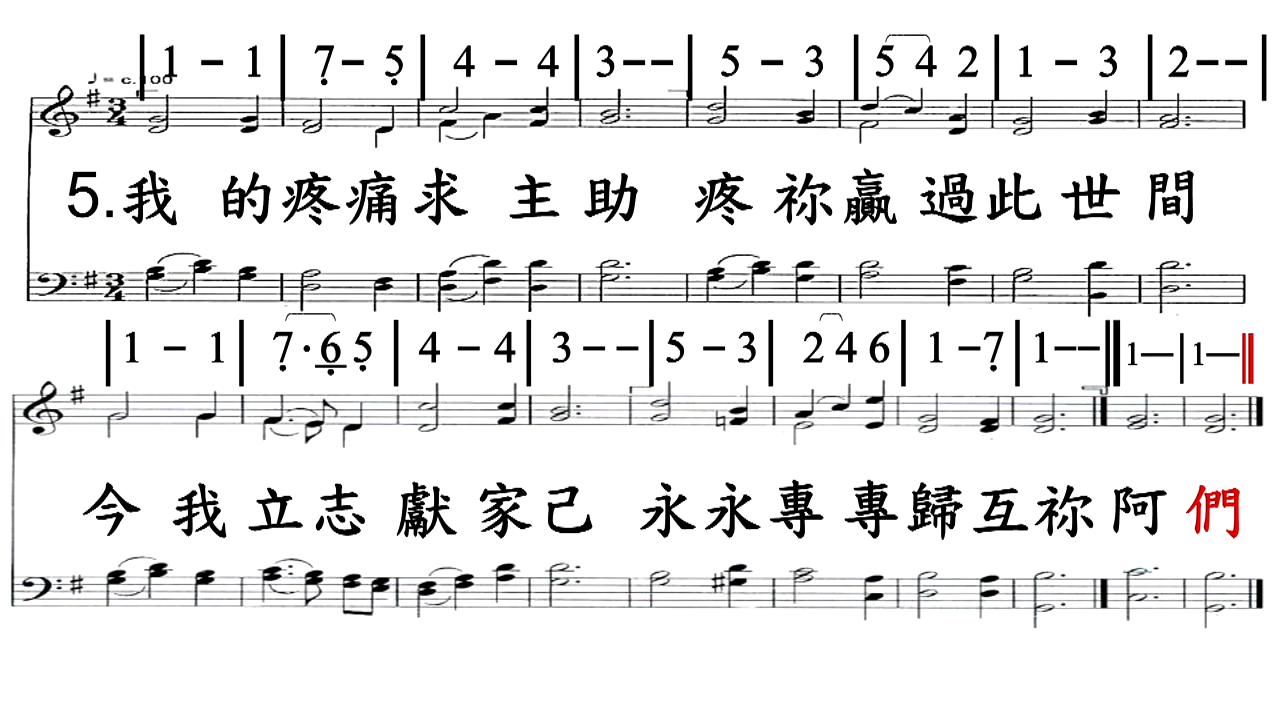 | 1 - 1 | 7̣ - 5̣ | 4 - 4 | 3 - - | 5 - 3 | 5 4 2 | 1 - 3 | 2 - - |
♩ = c.100
5.我 的疼痛求 主 助 疼祢贏過此世間
| 1 - 1 | 7̣ · 6̣ 5̣ | 4 - 4 | 3 - - | 5 - 3 | 2 4 6 | 1 - 7̣ | 1 - - || 1 — | 1 — ||
今 我立志獻家己 永永專專歸互祢阿們